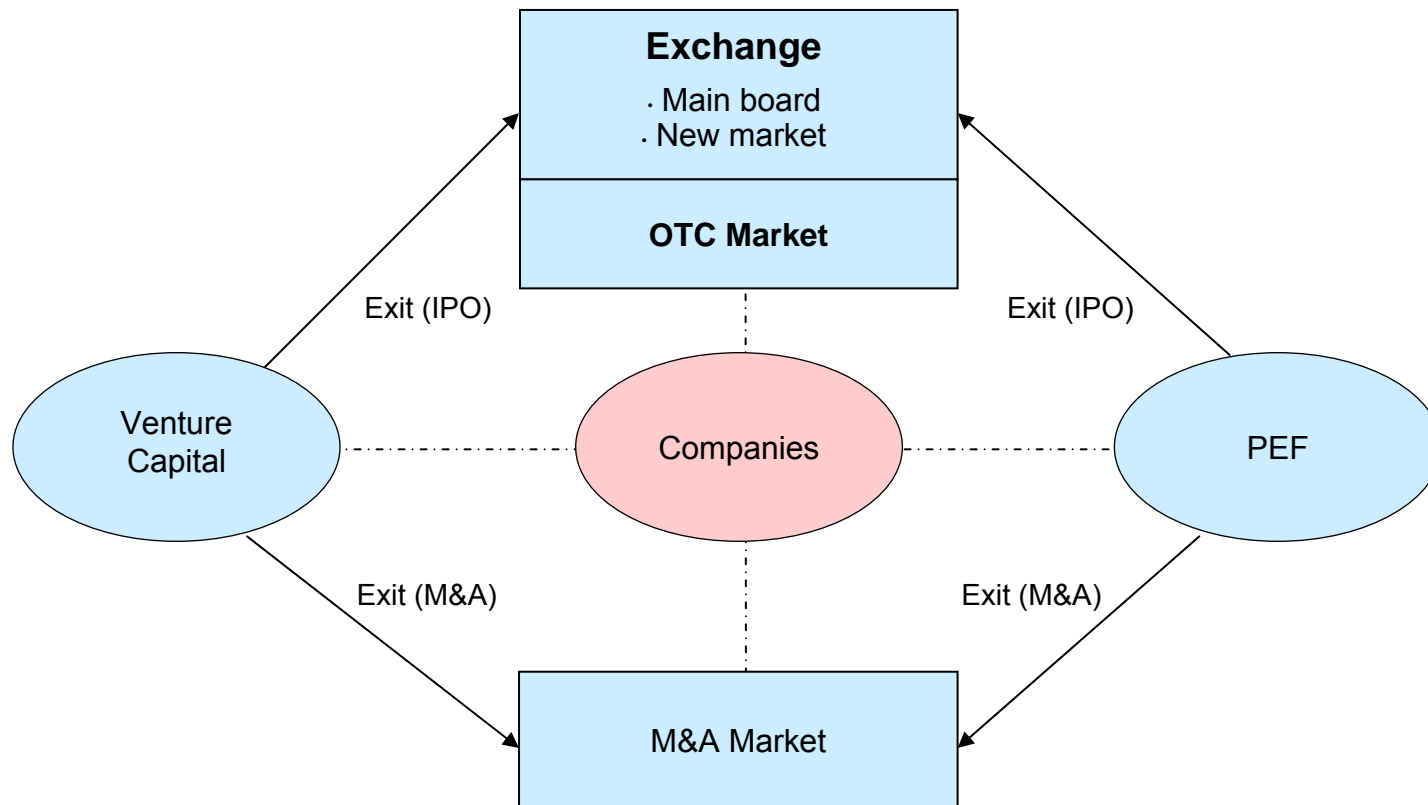 Exchange
· Main board
· New market
OTC Market
Exit (IPO)
Exit (IPO)
Venture
Capital
Companies
PEF
Exit (M&A)
Exit (M&A)
M&A Market